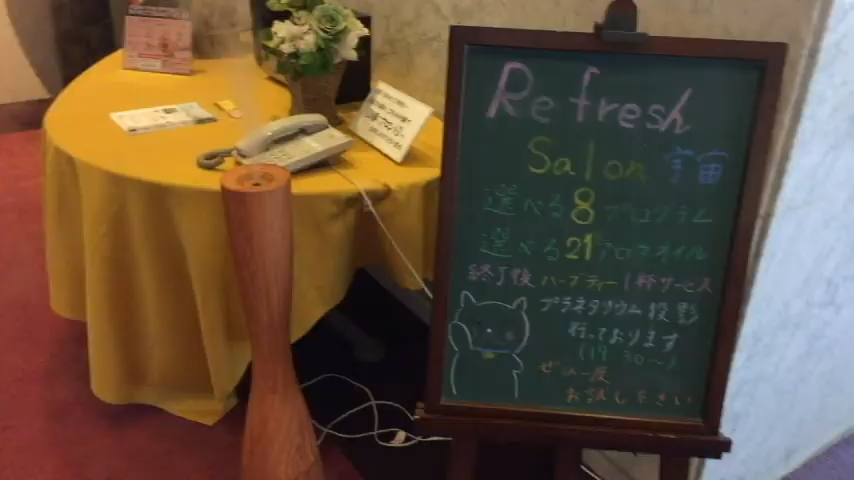 Refresh
Salon 宇宙
選べる8プログラム
選べる21アロマオイル
終了後 ハーブティー1杯サービス
プラネタリウム投影
行っております
(19:30〜)
ぜひ一度
お試し下さい